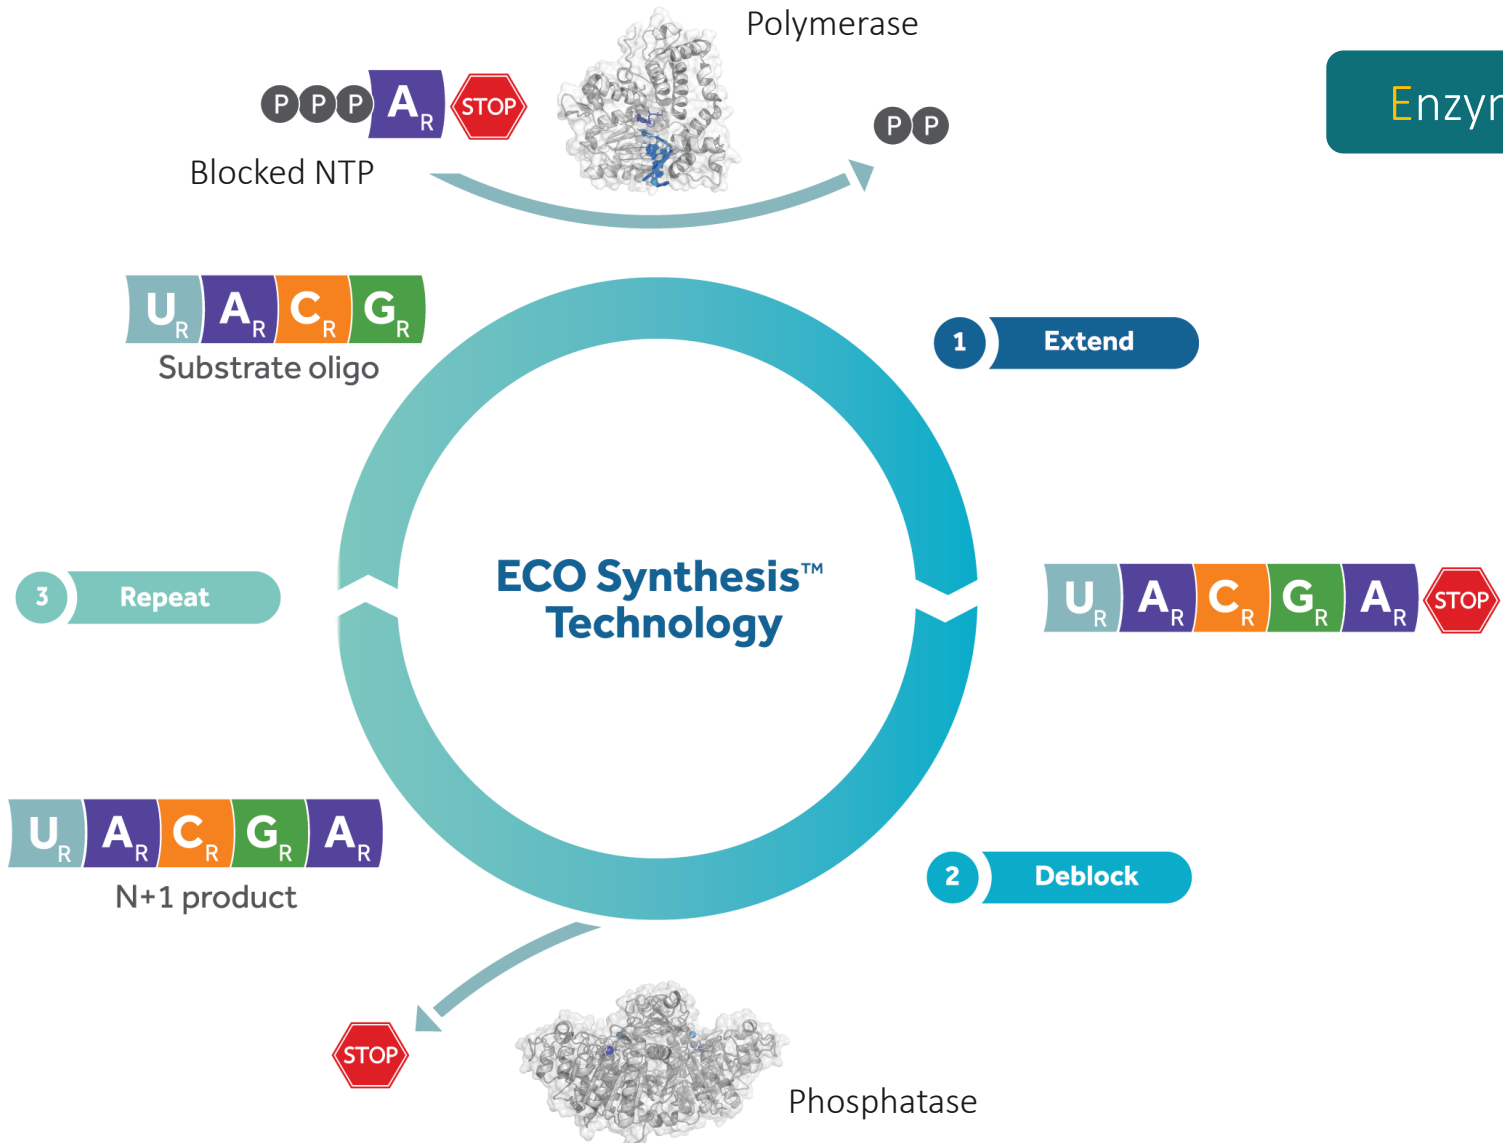 Polymerase
P P P A R STOP
P P
Enzym
Blocked NTP
U R A R C R G R
Substrate oligo
1 Extend
ECO Synthesis™
Technology
3 Repeat
U R A R C R G R A R STOP
U R A R C R G R A R
N+1 product
2 Deblock
STOP
Phosphatase